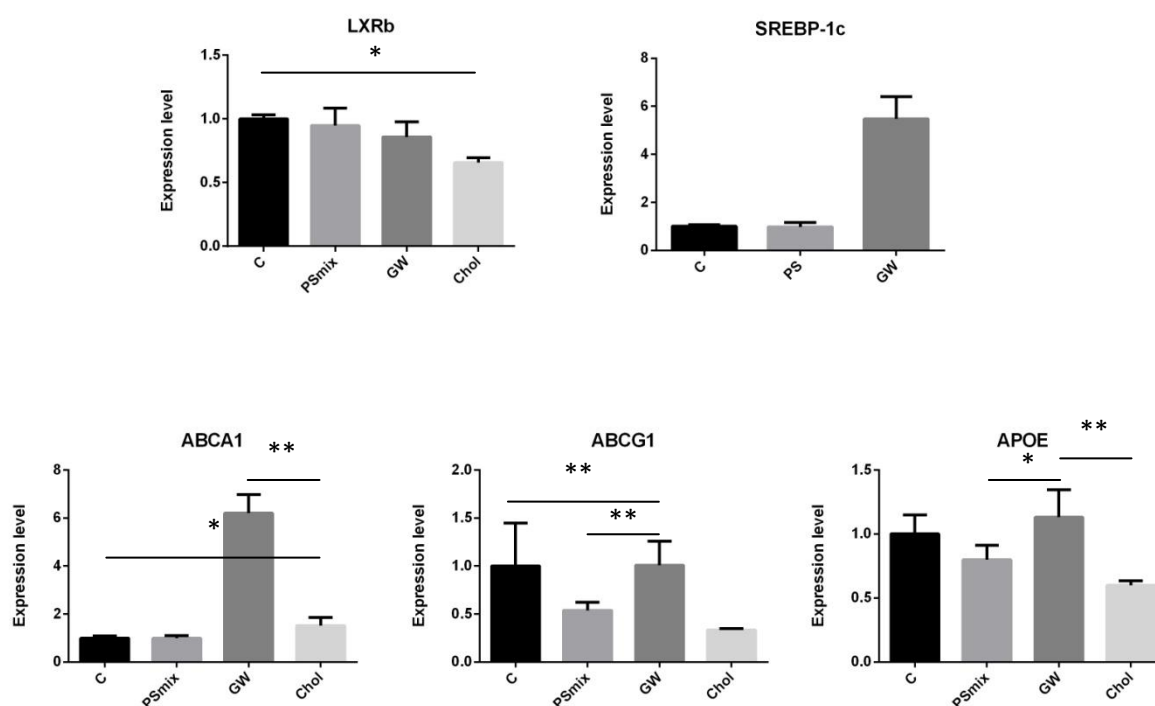 LXRb
*
Expression level
1.5
1.0
0.5
0.0
C
PSmix
GW
Chol
SREBP-1c
Expression level
8
6
4
2
0
C
PS
GW
ABCA1
**
*
Expression level
8
6
4
2
0
C
PSmix
GW
Chol
ABCG1
**
**
Expression level
2.0
1.5
1.0
0.5
0.0
C
PSmix
GW
Chol
APOE
**
*
Expression level
1.5
1.0
0.5
0.0
C
PSmix
GW
Chol